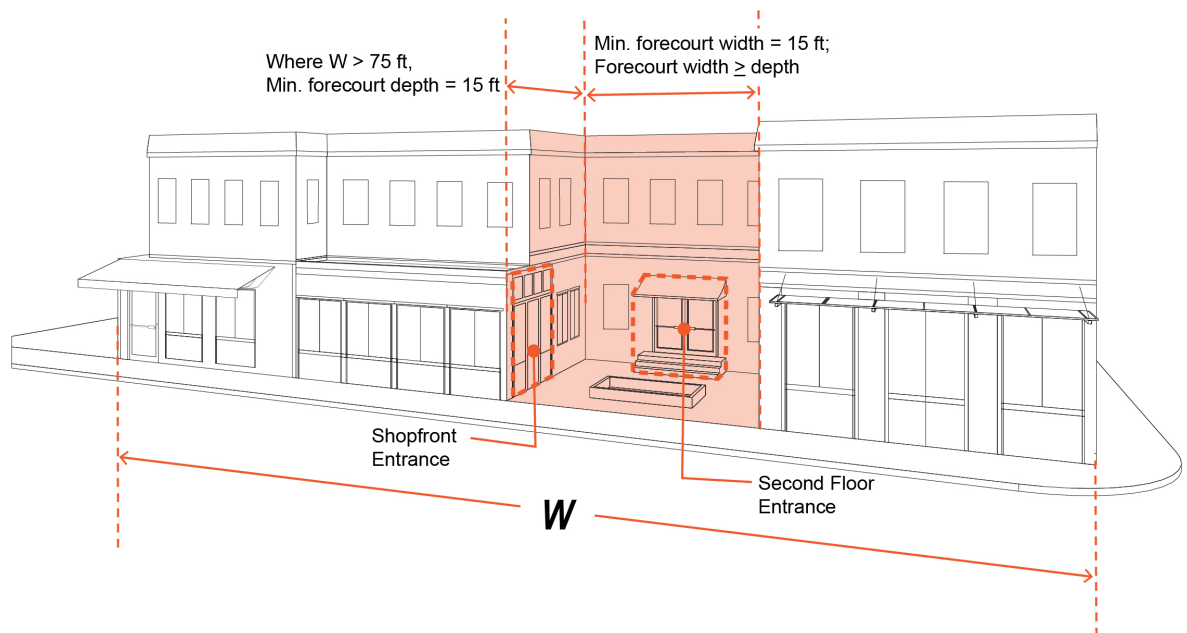 Where W > 75 ft,
Min. forecourt depth = 15 ft
Min. forecourt width = 15 ft;
Forecourt width ≥ depth
Shopfront
Entrance
Second Floor
Entrance
W